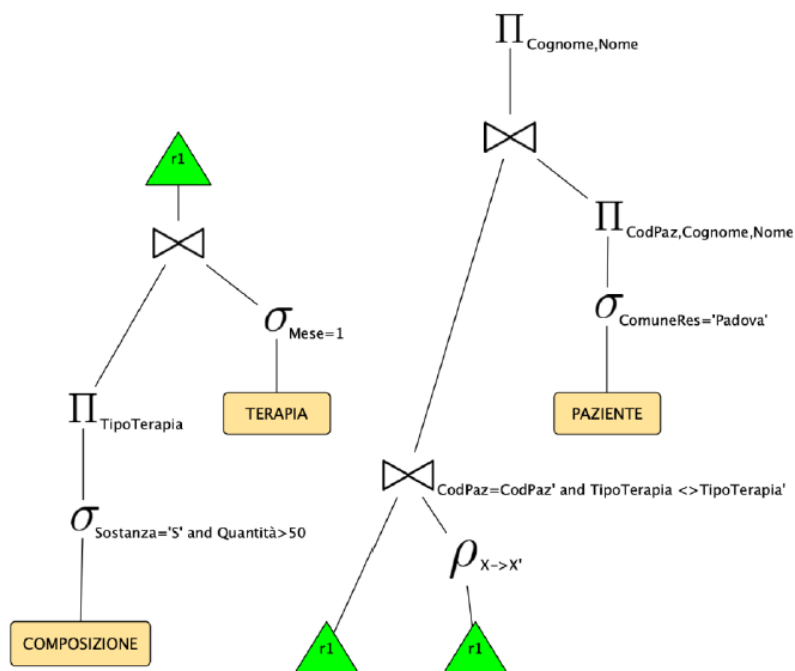 Π Cognome,Nome
r1
Π CodPaz,Cognome,Nome
σ Mese=1
σ ComuneRes='Padova'
Π TipoTerapia
TERAPIA
PAZIENTE
CodPaz=CodPaz' and TipoTerapia <>TipoTerapia'
σ Sostanza='S' and Quantità>50
ρ X->X'
COMPOSIZIONE
r1
r1